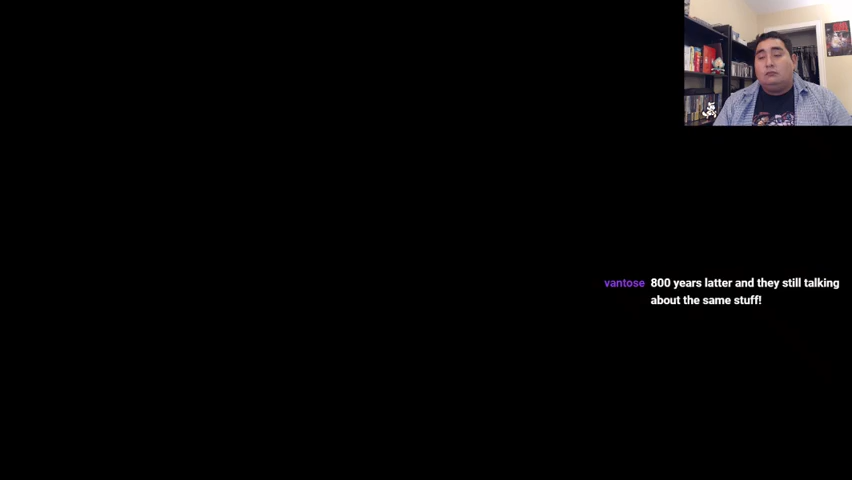 vantose 800 years latter and they still talking
about the same stuff!